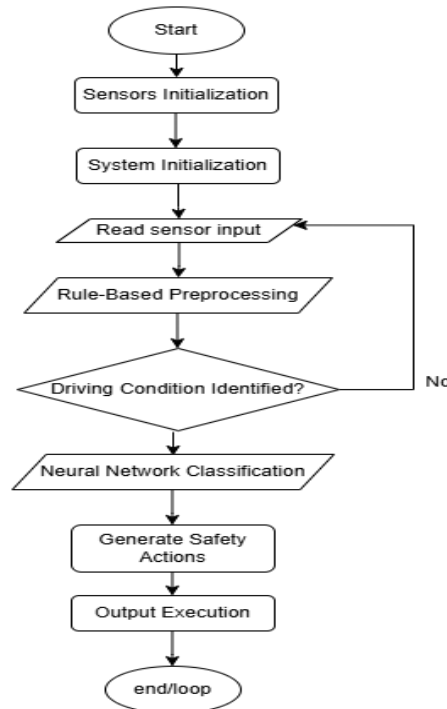 Start
Sensors Initialization
System Initialization
Read sensor input
Rule-Based Preprocessing
Driving Condition Identified?
No
Neural Network Classification
Generate Safety
Actions
Output Execution
end/loop